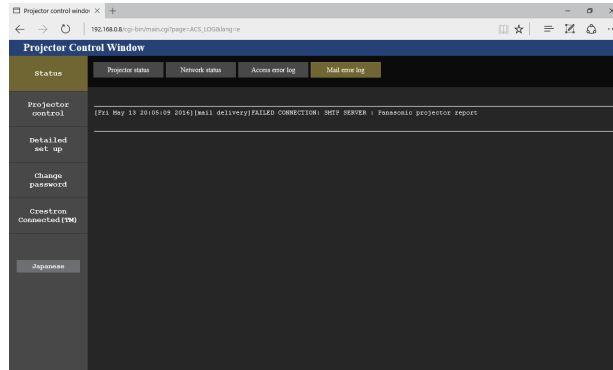 Projector control window
192.168.0.8/cgi-bin/main.cgi?page=ACS_LOG&lang=e
Projector Control Window
Status
Projector status
Network status
Access error log
Mail error log
[Fri May 13 20:05:09 2016][mail delivery]FAILED CONNECTION: SMTP SERVER : Panasonic projector report
Projector
control
Detailed
set up
Change
password
Crestron
Connected(TM)
Japanese